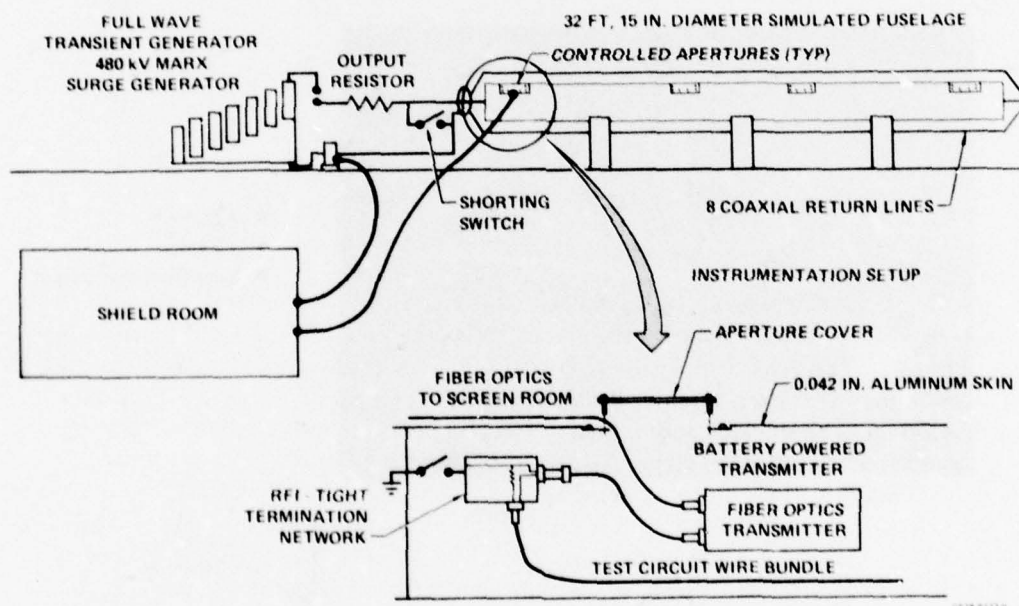 FULL WAVE
TRANSIENT GENERATOR
480 kV MARX
SURGE GENERATOR
OUTPUT
RESISTOR
32 FT, 15 IN. DIAMETER SIMULATED FUSELAGE
CONTROLLED APERTURES (TYP)
SHORTING
SWITCH
8 COAXIAL RETURN LINES
SHIELD ROOM
INSTRUMENTATION SETUP
APERTURE COVER
FIBER OPTICS
TO SCREEN ROOM
0.042 IN. ALUMINUM SKIN
BATTERY POWERED
TRANSMITTER
RFI - TIGHT
TERMINATION
NETWORK
FIBER OPTICS
TRANSMITTER
TEST CIRCUIT WIRE BUNDLE